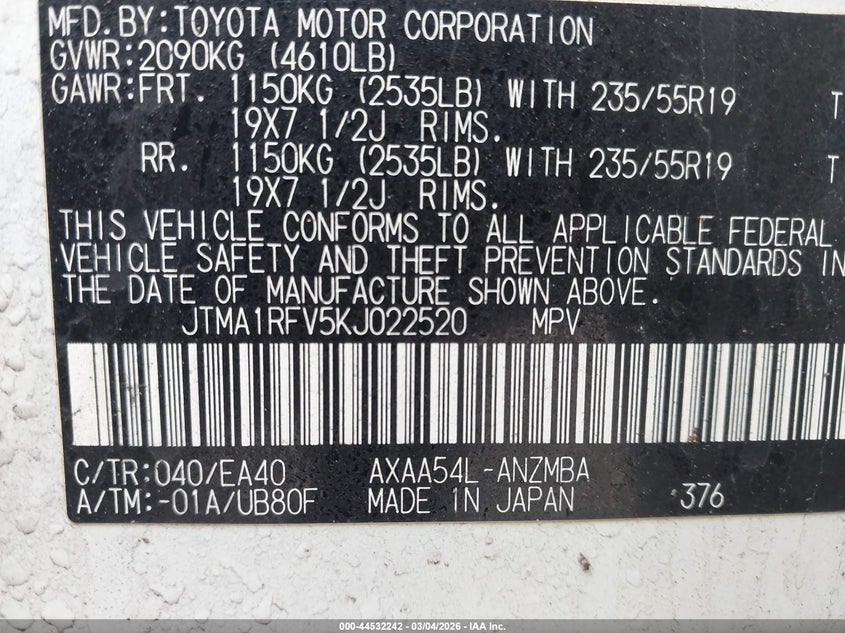 MFD.BY:TOYOTA MOTOR CORPORATION
GVWR:2090KG (4610LB)
GAWR:FRT. 1150KG (2535LB) WITH 235/55R19 T
19X7 1/2J RIMS.
RR. 1150KG (2535LB) WITH 235/55R19 T
19X7 1/2J RIMS.
THIS VEHICLE CONFORMS TO ALL APPLICABLE FEDERAL
VEHICLE SAFETY AND THEFT PREVENTION STANDARDS IN
THE DATE OF MANUFACTURE SHOWN ABOVE.
JTMA1RFV5KJ022520 MPV
C/TR:040/EA40 AXAA54L-ANZMBA
A/TM:-01A/UB80F MADE IN JAPAN 376
000-44532242 - 03/04/2026 - IAA Inc.